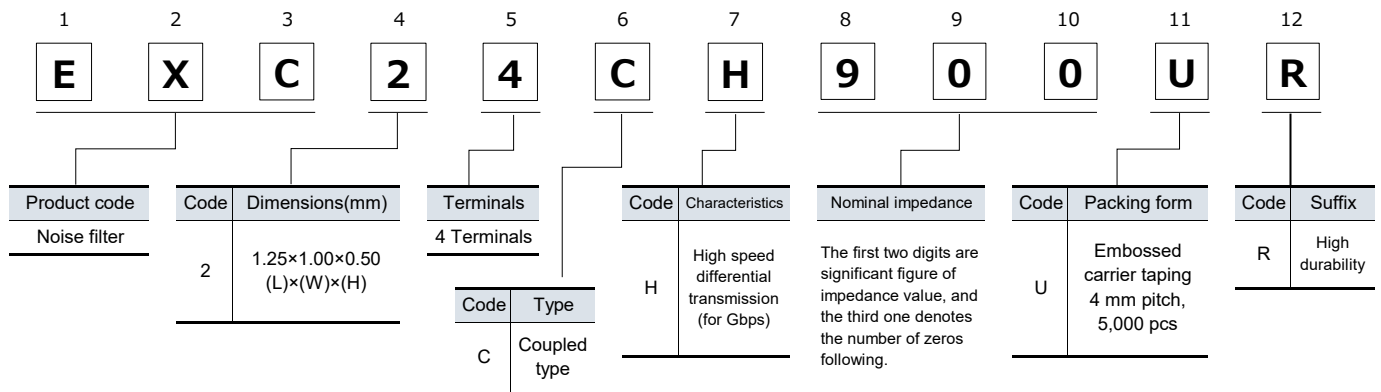 1 2 3 4 5 6 7 8 9 10 11 12
E X C 2 4 C H 9 0 0 U R
Product code
Noise filter
Code Dimensions(mm)
2 1.25×1.00×0.50
(L)×(W)×(H)
Terminals
4 Terminals
Code Type
C Coupled
type
Code Characteristics
H High speed
differential
transmission
(for Gbps)
Nominal impedance
The first two digits are
significant figure of
impedance value, and
the third one denotes
the number of zeros
following.
Code Packing form
U Embossed
carrier taping
4 mm pitch,
5,000 pcs
Code Suffix
R High
durability